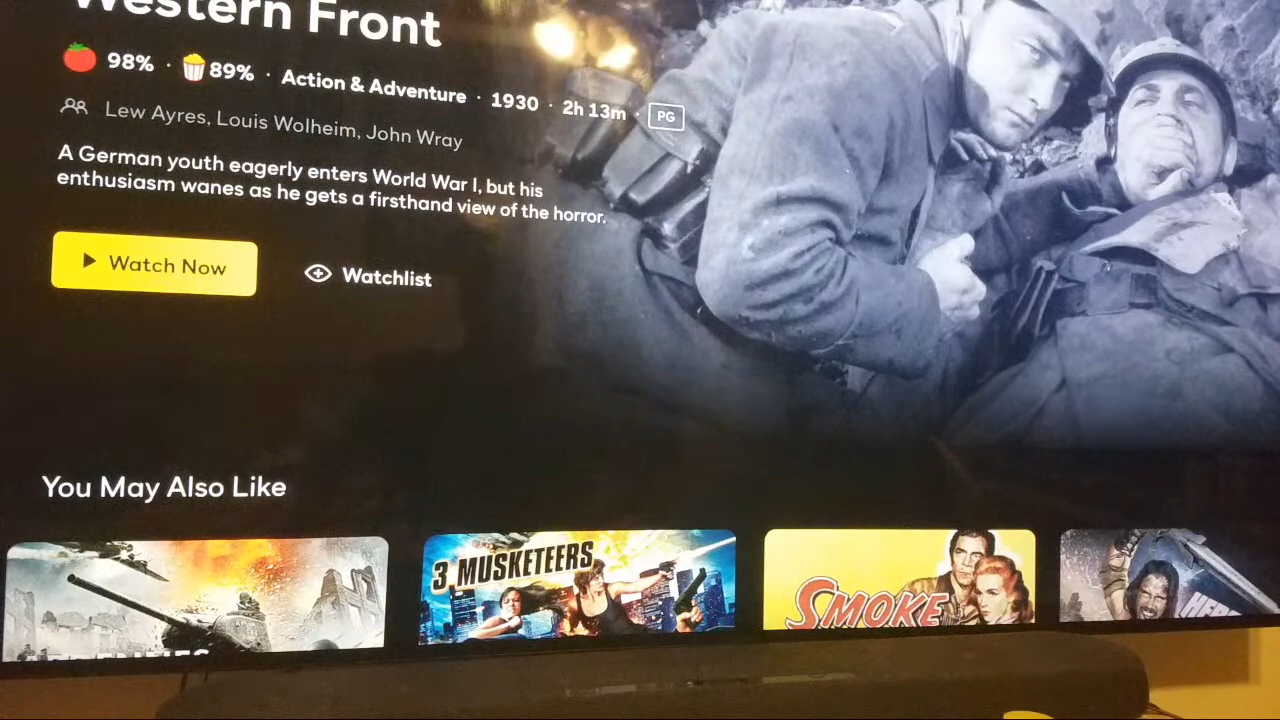 Western Front
98% · 89% · Action & Adventure · 1930 · 2h 13m · PG
Lew Ayres, Louis Wolheim, John Wray
A German youth eagerly enters World War I, but his
enthusiasm wanes as he gets a firsthand view of the horror.
Watch Now
Watchlist
You May Also Like
3 MUSKETEERS
SMOKE